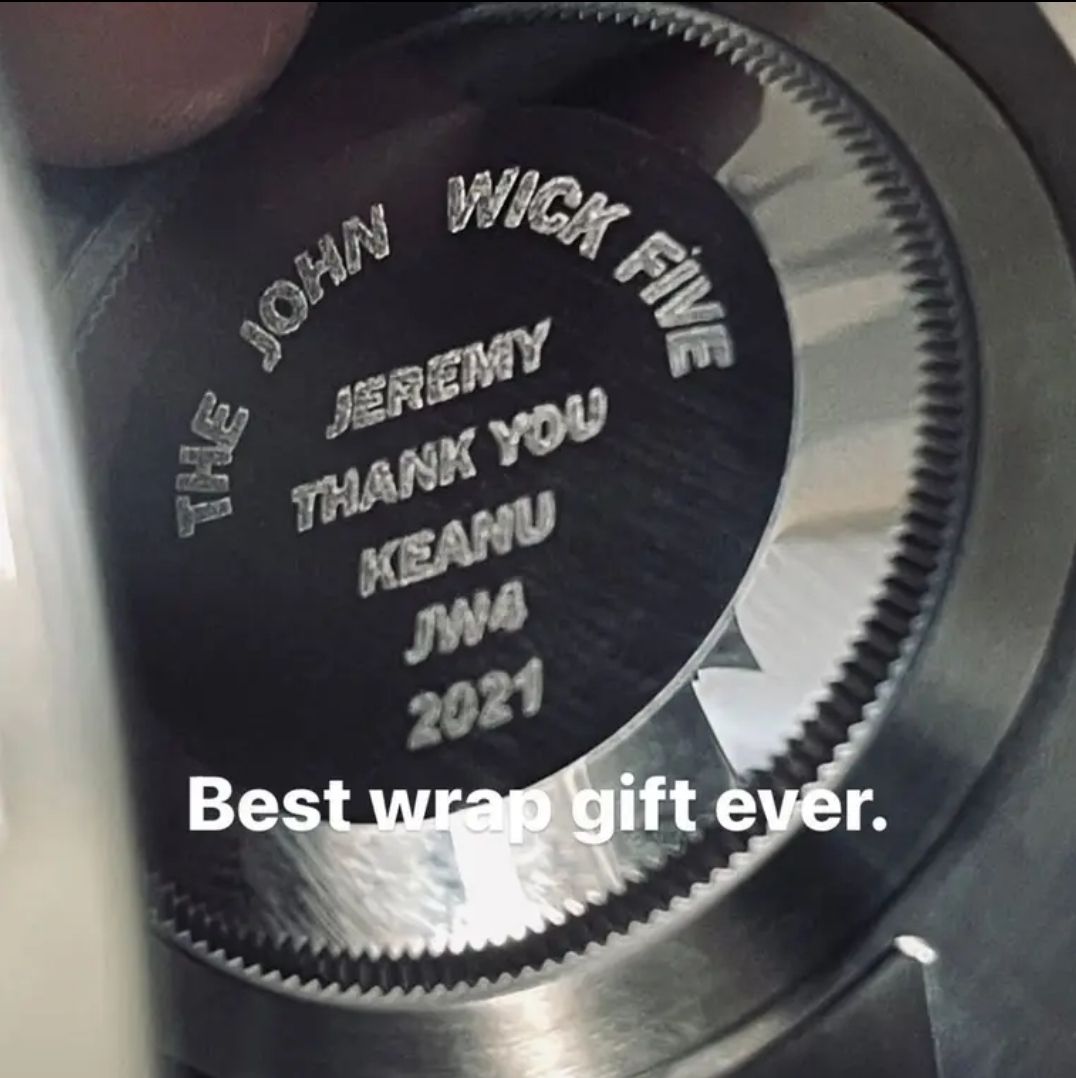 THE JOHN WICK FIVE
JEREMY
THANK YOU
KEANU
JW4
2021
Best wrap gift ever.